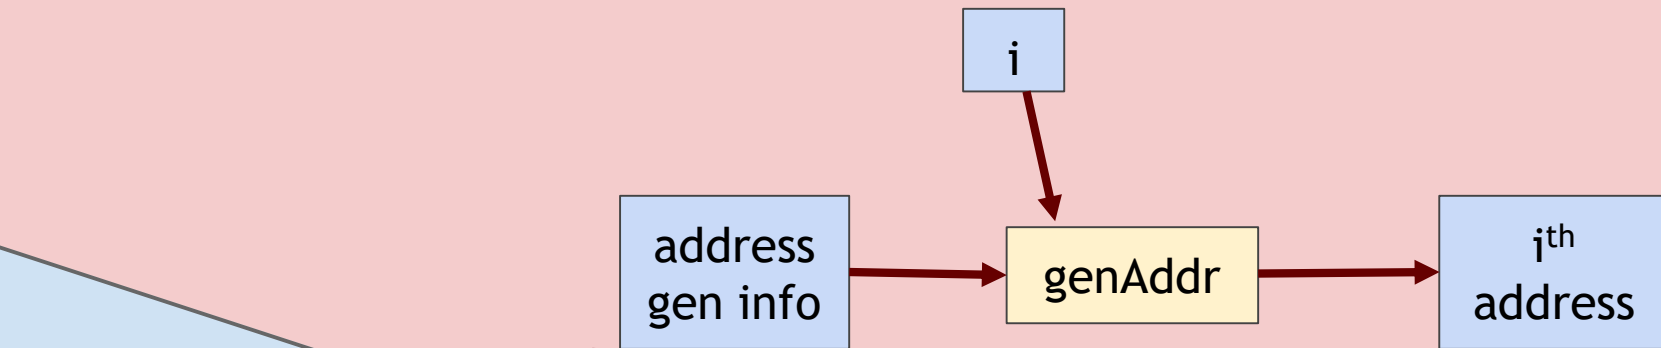 i
address
gen info
genAddr
iᵗʰ
address